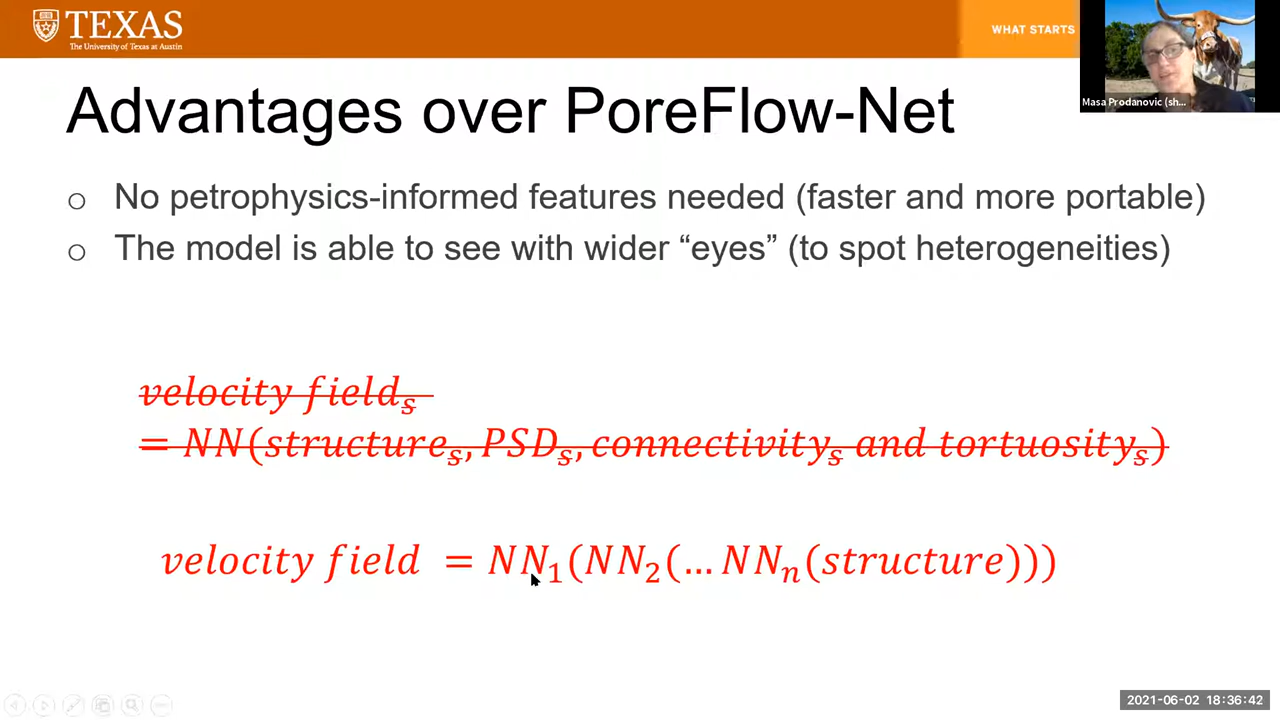 TEXAS
The University of Texas at Austin
WHAT STARTS
Masa Prodanovic (sh...
Advantages over PoreFlow-Net
o No petrophysics-informed features needed (faster and more portable)
o The model is able to see with wider “eyes” (to spot heterogeneities)
velocity field_s
= NN(structure_s, PSD_s, connectivity_s and tortuosity_s)
velocity field = NN_1(NN_2(… NN_n(structure)))
2021-06-02 18:36:42